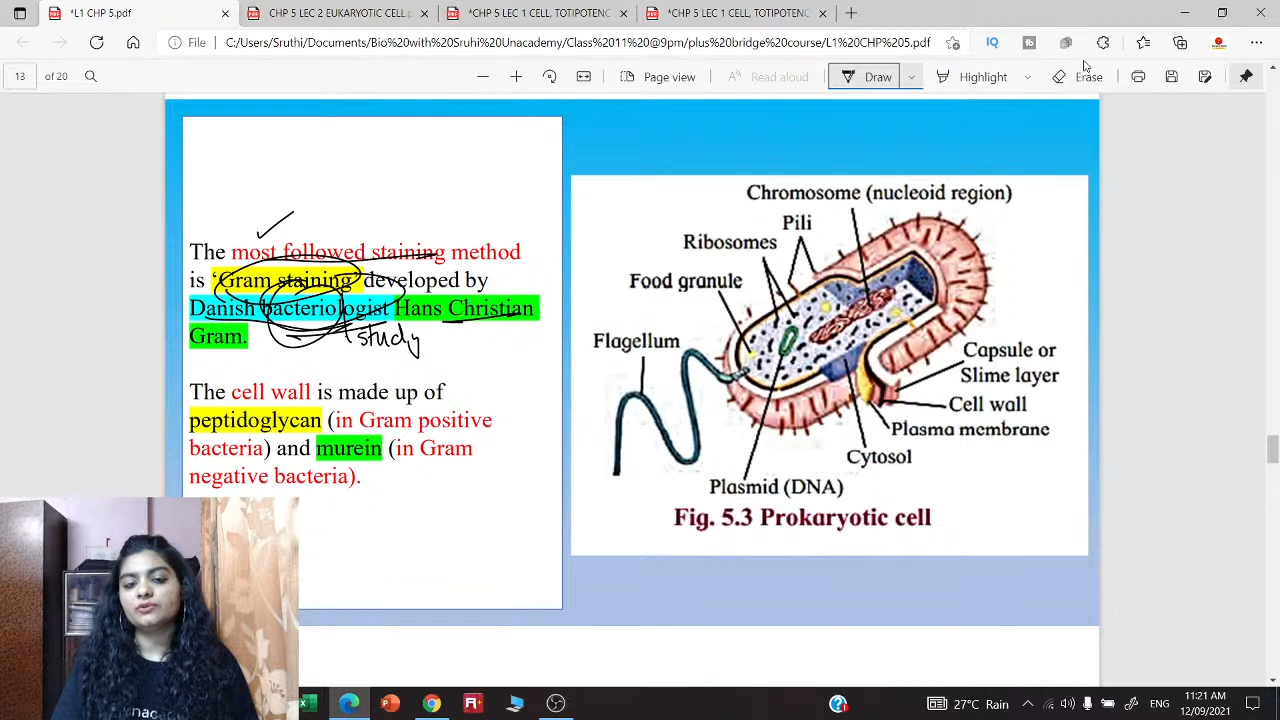 *L1 CHP 5.pdf
CHP 5 LEC 2 EUKARYOTIC CELL.p
*CHP 5 LEC 1 CELL, TOTIPOTENC
*CHP 5 LEC 1 CELL,TOTIPOTENC
File
C:/Users/Sruthi/Documents/Bio%20with%20Sruhi%20Unacademy/Class%2011%20@9pm/plus%20bridge%20course/L1%20CHP%205.pdf
IQ
13 of 20
Page view
Read aloud
Draw
Highlight
Erase
The most followed staining method
is 'Gram staining' developed by
Danish bacteriologist Hans Christian
Gram.
study
The cell wall is made up of
peptidoglycan (in Gram positive
bacteria) and murein (in Gram
negative bacteria).
Chromosome (nucleoid region)
Pili
Ribosomes
Food granule
Flagellum
Capsule or
Slime layer
Cell wall
Plasma membrane
Cytosol
Plasmid (DNA)
Fig. 5.3 Prokaryotic cell
27°C Rain
ENG
11:21 AM
12/09/2021